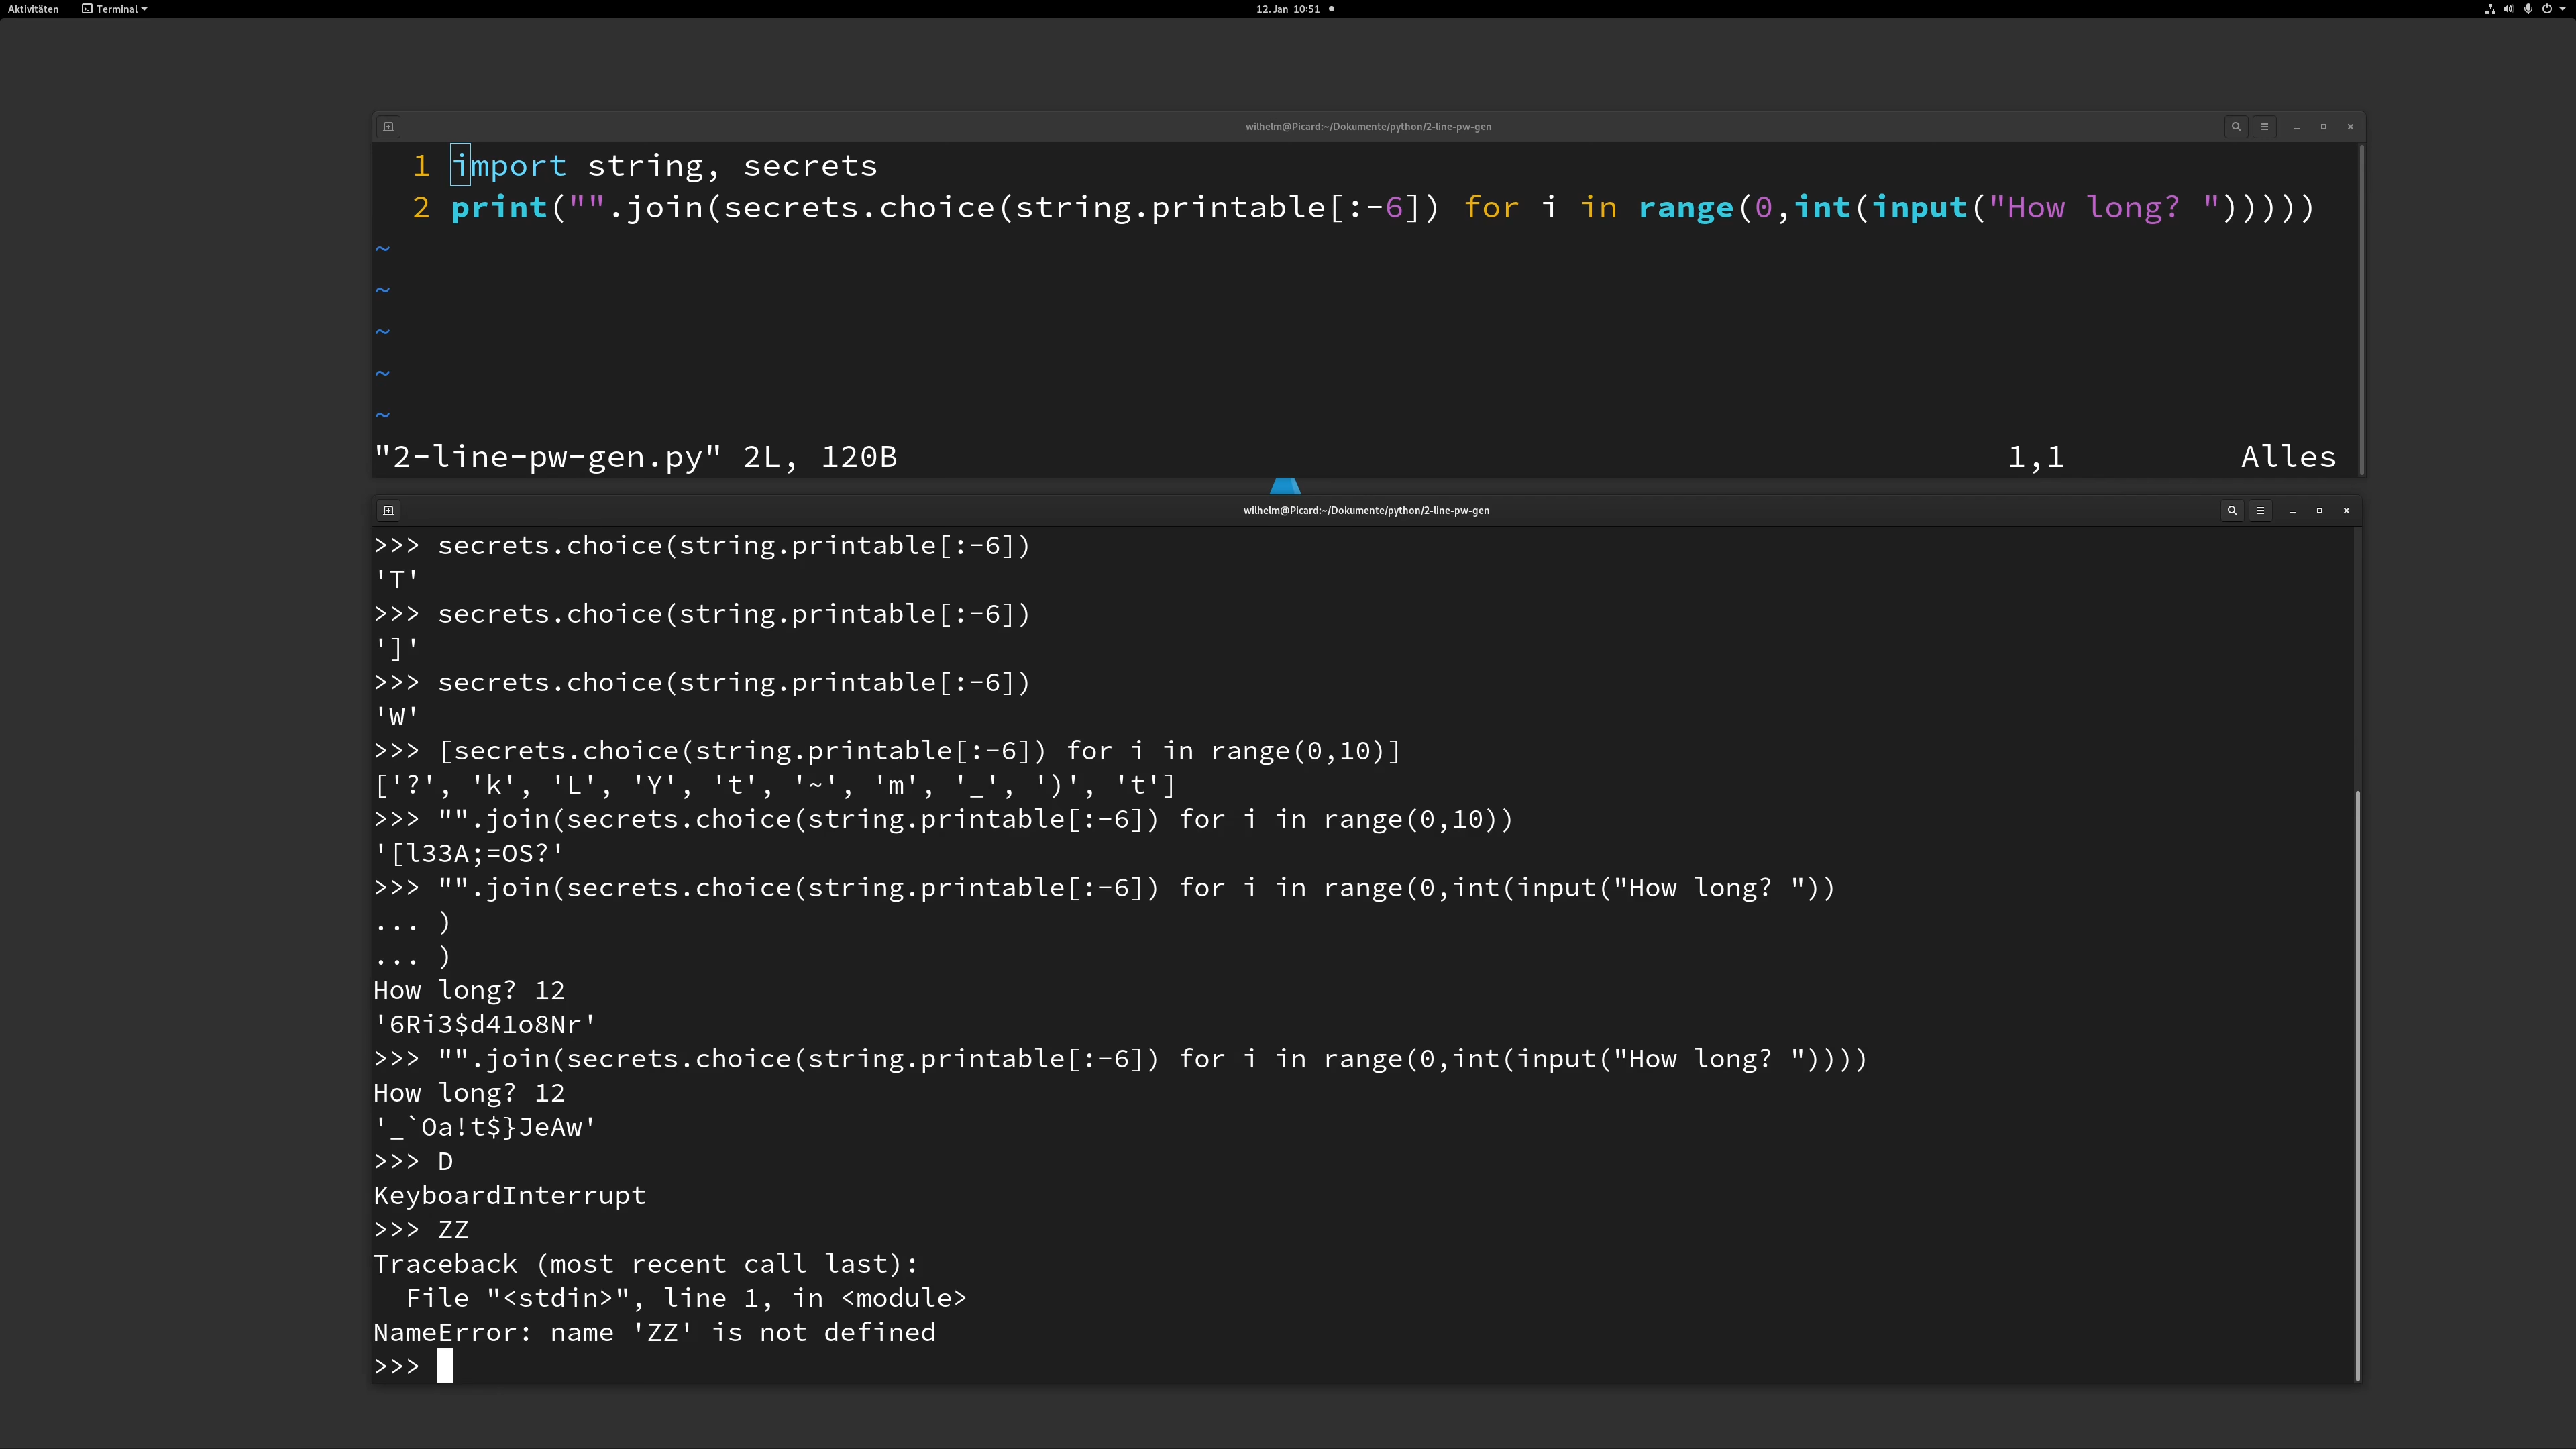 Aktivitäten Terminal 12. Jan 10:51
wilhelm@Picard:~/Dokumente/python/2-line-pw-gen
1 import string, secrets
2 print("".join(secrets.choice(string.printable[:-6]) for i in range(0,int(input("How long? ")))))
~
~
~
~
~
"2-line-pw-gen.py" 2L, 120B 1,1 Alles
wilhelm@Picard:~/Dokumente/python/2-line-pw-gen
>>> secrets.choice(string.printable[:-6])
'T'
>>> secrets.choice(string.printable[:-6])
']'
>>> secrets.choice(string.printable[:-6])
'W'
>>> [secrets.choice(string.printable[:-6]) for i in range(0,10)]
['?', 'k', 'L', 'Y', 't', '~', 'm', '_', ')', 't']
>>> "".join(secrets.choice(string.printable[:-6]) for i in range(0,10))
'[l33A;=OS?'
>>> "".join(secrets.choice(string.printable[:-6]) for i in range(0,int(input("How long? "))
... )
... )
How long? 12
'6Ri3$d41o8Nr'
>>> "".join(secrets.choice(string.printable[:-6]) for i in range(0,int(input("How long? "))))
How long? 12
'_`Oa!t$}JeAw'
>>> D
KeyboardInterrupt
>>> ZZ
Traceback (most recent call last):
  File "<stdin>", line 1, in <module>
NameError: name 'ZZ' is not defined
>>>